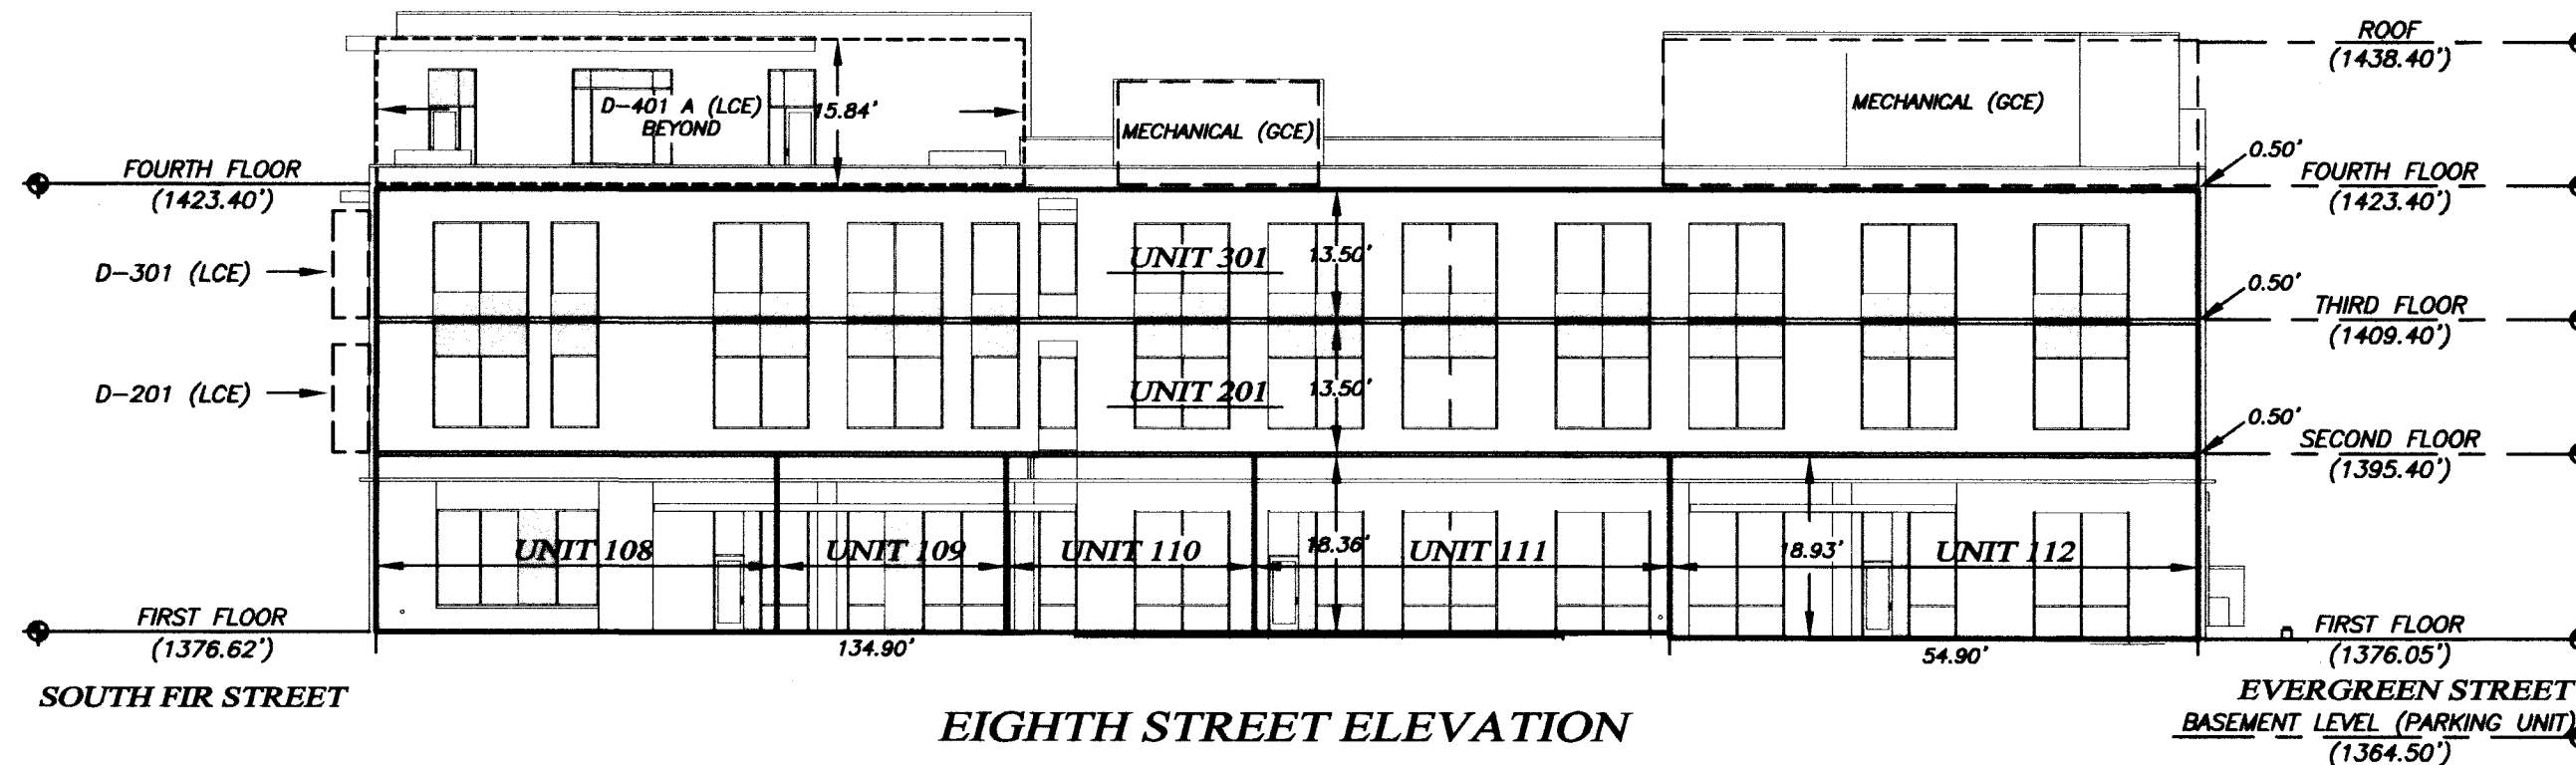 ROOF
(1438.40')
D-401 A (LCE)
BEYOND
15.84'
MECHANICAL (GCE)
MECHANICAL (GCE)
FOURTH FLOOR
(1423.40')
0.50'
FOURTH FLOOR
(1423.40')
D-301 (LCE)
UNIT 301
13.50'
0.50'
THIRD FLOOR
(1409.40')
D-201 (LCE)
UNIT 201
13.50'
0.50'
SECOND FLOOR
(1395.40')
UNIT 108
UNIT 109
UNIT 110
18.36'
UNIT 111
18.93'
UNIT 112
FIRST FLOOR
(1376.62')
134.90'
54.90'
FIRST FLOOR
(1376.05')
SOUTH FIR STREET
EIGHTH STREET ELEVATION
EVERGREEN STREET
BASEMENT LEVEL (PARKING UNIT)
(1364.50')